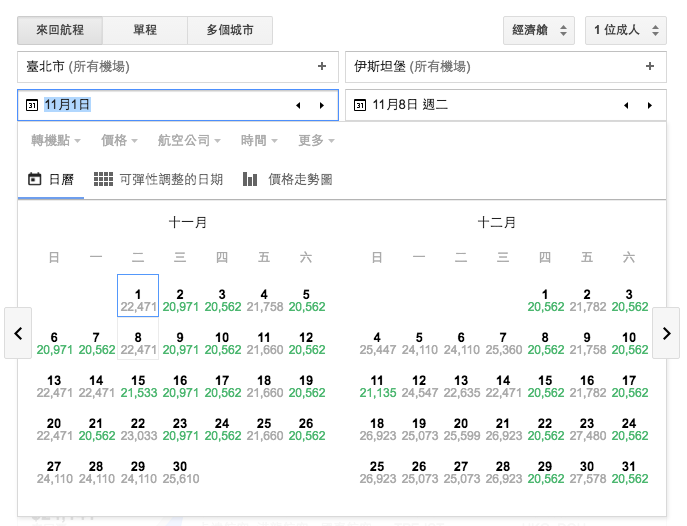 來回航程 單程 多個城市 經濟艙 1 位成人
臺北市 (所有機場) + 伊斯坦堡 (所有機場) +
31 11月1日 31 11月8日 週二
轉機點 價格 航空公司 時間 更多
日曆 可彈性調整的日期 價格走勢圖
十一月 十二月
日 一 二 三 四 五 六 日 一 二 三 四 五 六
1 2 3 4 5 1 2 3
22,471 20,971 20,562 21,758 20,562 20,562 21,782 20,562
6 7 8 9 10 11 12 4 5 6 7 8 9 10
20,971 20,562 22,471 20,971 20,562 21,660 20,562 25,447 24,110 24,110 25,360 20,562 21,758 20,562
13 14 15 16 17 18 19 11 12 13 14 15 16 17
22,471 22,471 21,533 20,971 20,562 21,660 20,562 21,135 24,547 22,635 22,471 20,562 21,782 20,562
20 21 22 23 24 25 26 18 19 20 21 22 23 24
22,471 20,562 23,033 20,971 20,562 21,660 20,562 26,923 25,073 25,599 26,923 20,562 27,480 20,562
27 28 29 30 25 26 27 28 29 30 31
24,110 24,110 24,110 25,610 26,923 25,073 25,073 26,923 20,562 27,578 20,562